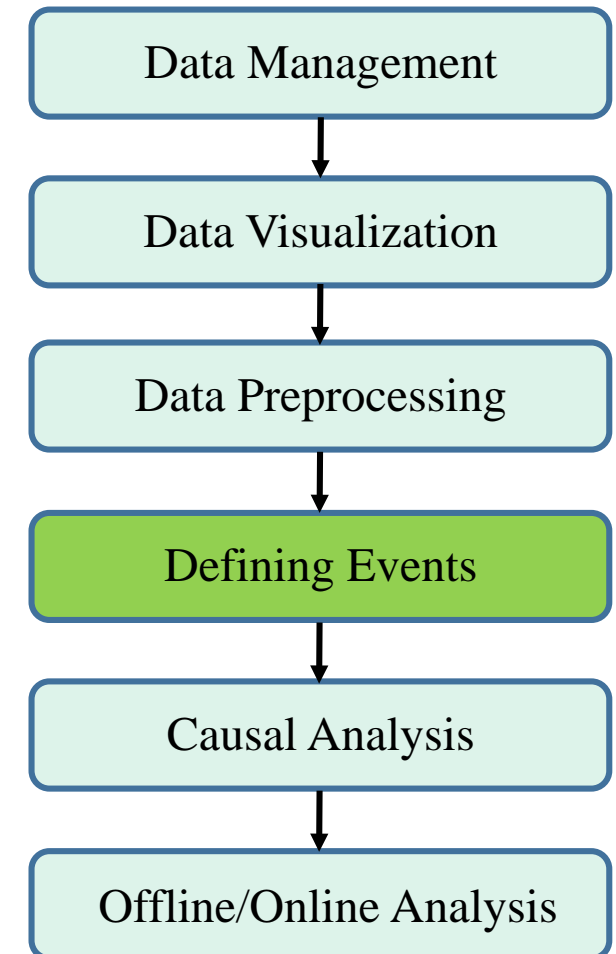 Data Management
Data Visualization
Data Preprocessing
Defining Events
Causal Analysis
Offline/Online Analysis